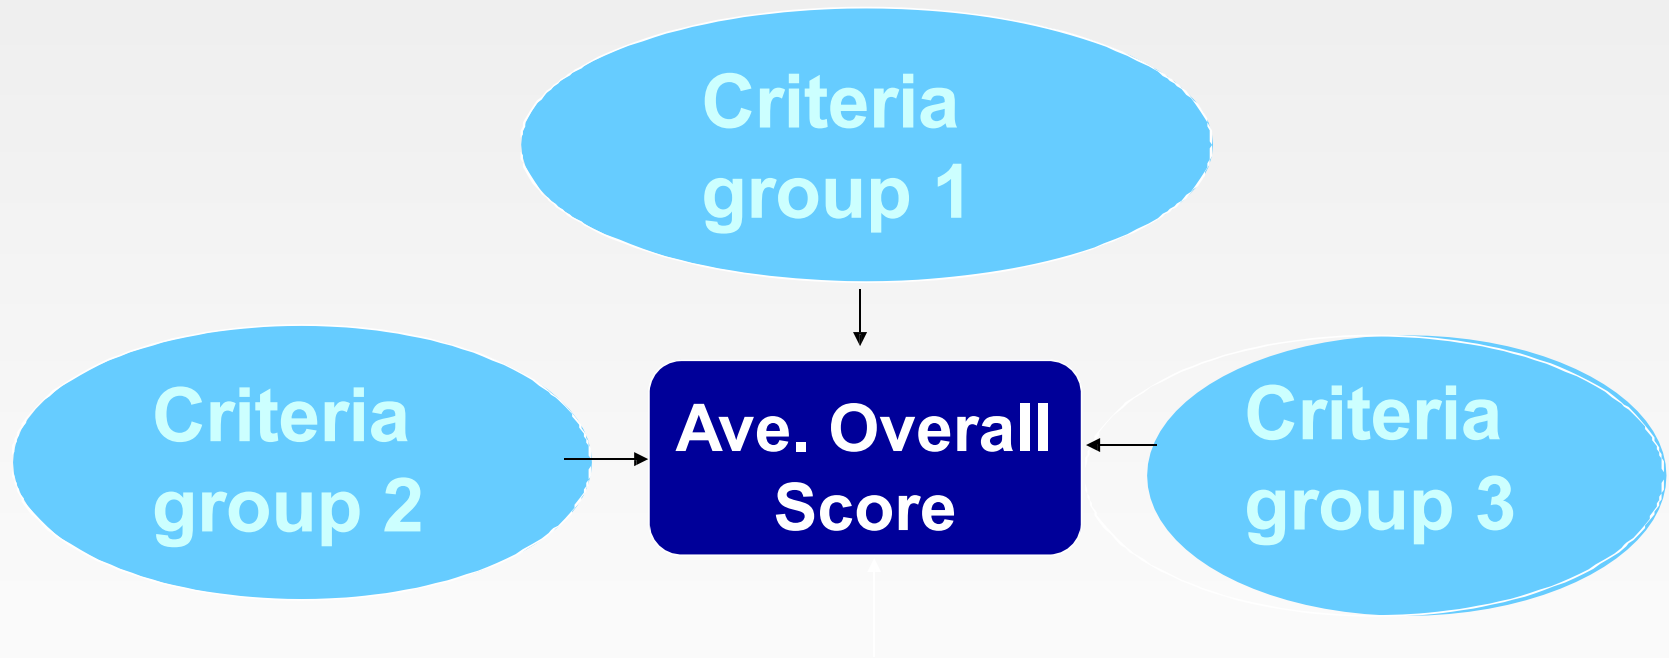 Criteria
group 1
Criteria
group 2
Ave. Overall
Score
Criteria
group 3